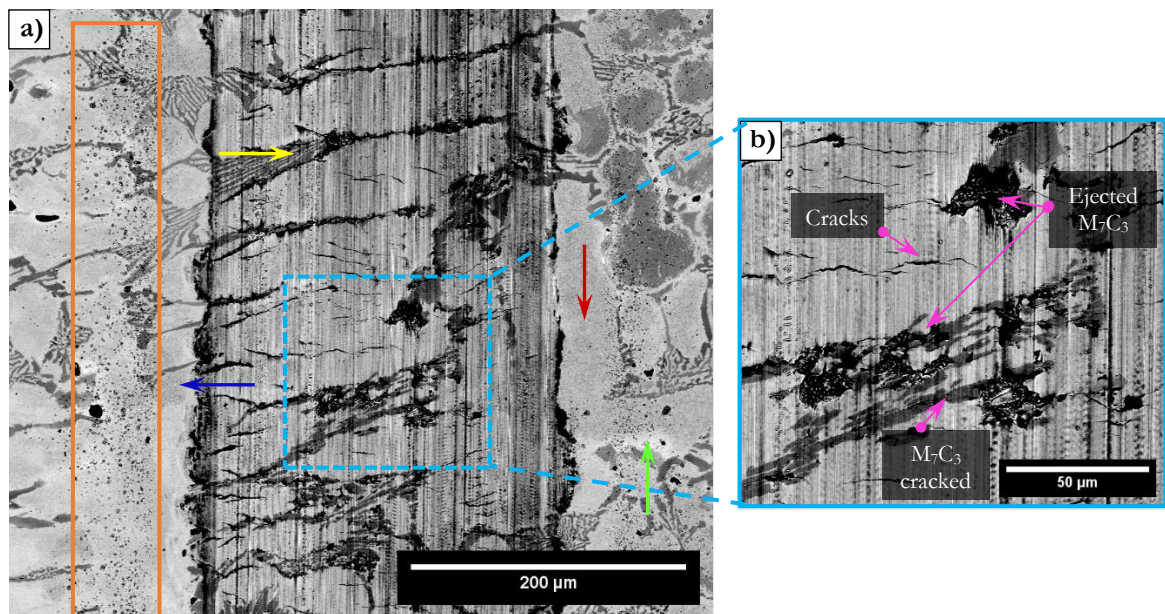 a)
200 µm
b)
Cracks
Ejected
M₇C₃
M₇C₃
cracked
50 µm